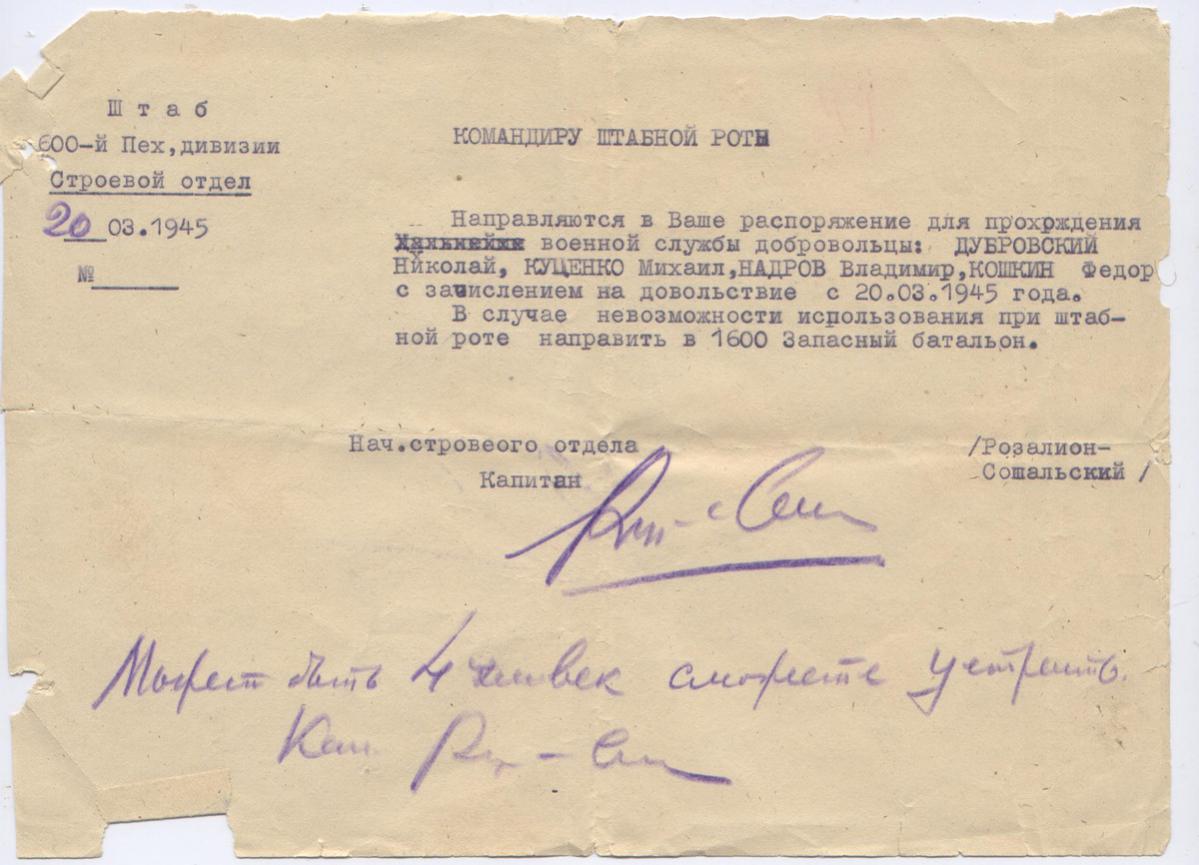 Штаб
600-й Пех,дивизии
Строевой отдел
20 03.1945
№
КОМАНДИРУ ШТАБНОЙ РОТЫ
Направляются в Ваше распоряжение для прохрждения
военной службы добровольцы: ДУБРОВСКИЙ
Николай, КУЦЕНКО Михаил,НАДРОВ Владимир,КОШКИН Федор
с зачислением на довольствие с 20.03.1945 года.
В случае невозможности использования при штаб-
ной роте направить в 1600 Запасный батальон.
Нач.стровеого отдела /Розалион-
Капитан Сошальский /
Может быть 4 человек сможете устроить.
Кап.